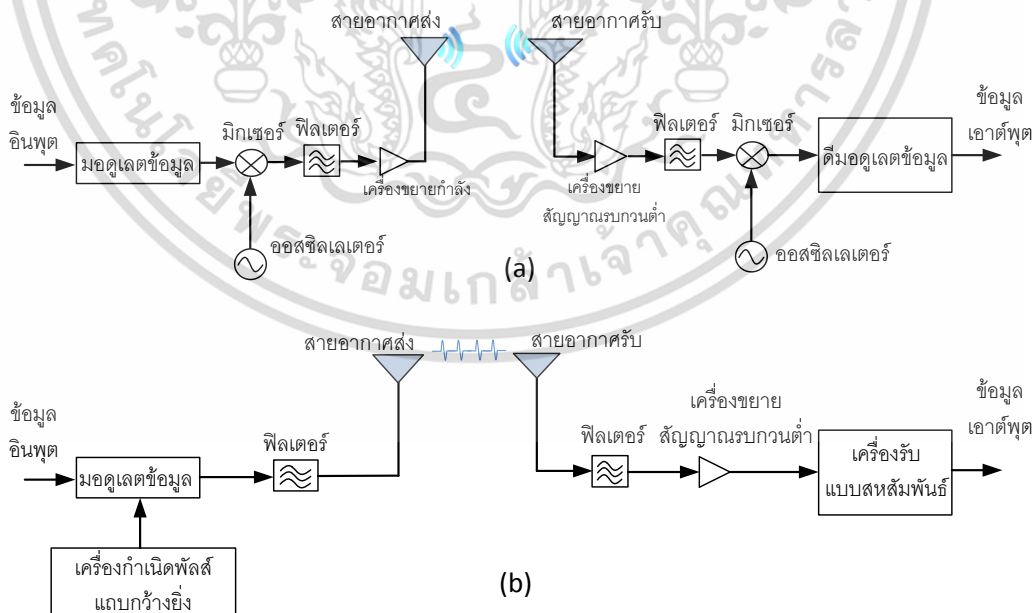 สายอากาศส่ง
สายอากาศรับ
ข้อมูล
อินพุต
มอดูเลตข้อมูล
มิกเซอร์
ฟิลเตอร์
เครื่องขยายกำลัง
ออสซิลเลเตอร์
เครื่องขยาย
สัญญาณรบกวนต่ำ
ฟิลเตอร์
มิกเซอร์
ออสซิลเลเตอร์
ดีมอดูเลตข้อมูล
ข้อมูล
เอาต์พุต
(a)
สายอากาศส่ง
สายอากาศรับ
ข้อมูล
อินพุต
มอดูเลตข้อมูล
ฟิลเตอร์
เครื่องกำเนิดพัลส์
แถบกว้างยิ่ง
ฟิลเตอร์
เครื่องขยาย
สัญญาณรบกวนต่ำ
เครื่องรับ
แบบสหสัมพันธ์
ข้อมูล
เอาต์พุต
(b)